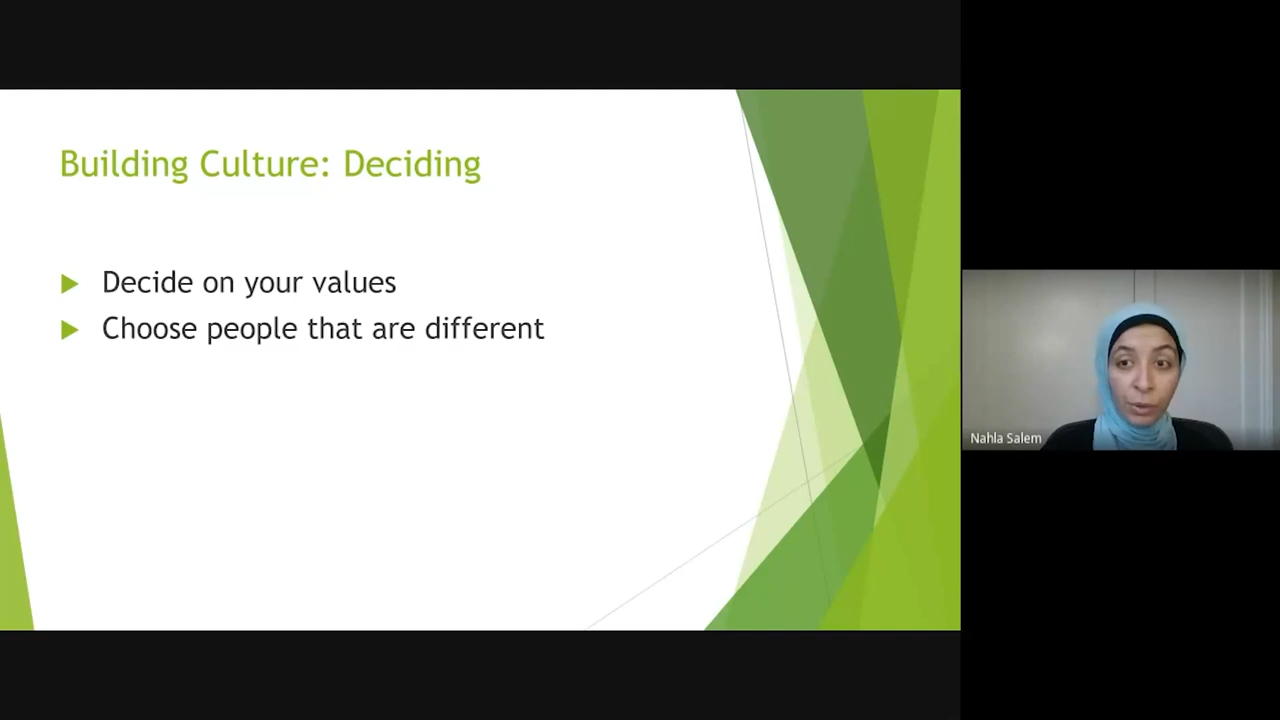 Building Culture: Deciding
Decide on your values
Choose people that are different
Nahla Salem